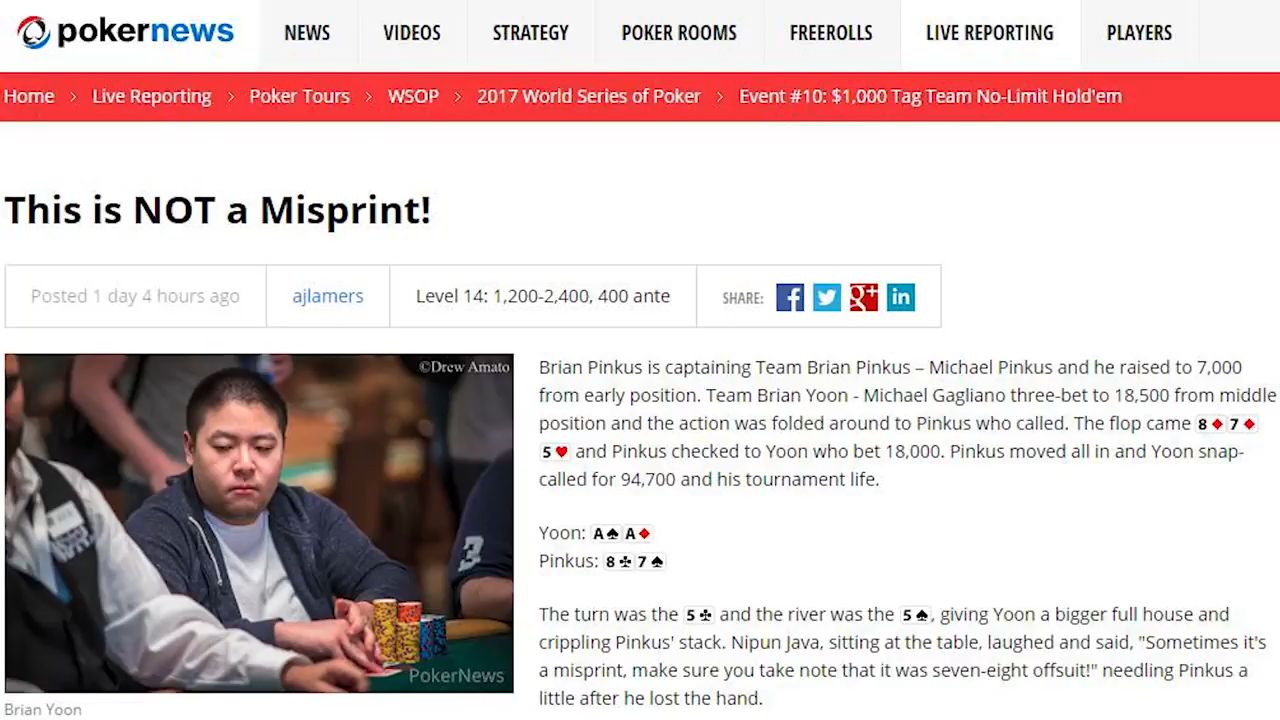 pokernews
NEWS
VIDEOS
STRATEGY
POKER ROOMS
FREEROLLS
LIVE REPORTING
PLAYERS
Home > Live Reporting > Poker Tours > WSOP > 2017 World Series of Poker > Event #10: $1,000 Tag Team No-Limit Hold'em
This is NOT a Misprint!
Posted 1 day 4 hours ago
ajlamers
Level 14: 1,200-2,400, 400 ante
SHARE:
©Drew Amato
3
PokerNews
Brian Yoon
Brian Pinkus is captaining Team Brian Pinkus – Michael Pinkus and he raised to 7,000
from early position. Team Brian Yoon - Michael Gagliano three-bet to 18,500 from middle
position and the action was folded around to Pinkus who called. The flop came 8♦ 7♦
5♥ and Pinkus checked to Yoon who bet 18,000. Pinkus moved all in and Yoon snap-
called for 94,700 and his tournament life.
Yoon: A♠ A♦
Pinkus: 8♣ 7♠
The turn was the 5♣ and the river was the 5♠, giving Yoon a bigger full house and
crippling Pinkus' stack. Nipun Java, sitting at the table, laughed and said, "Sometimes it's
a misprint, make sure you take note that it was seven-eight offsuit!" needling Pinkus a
little after he lost the hand.